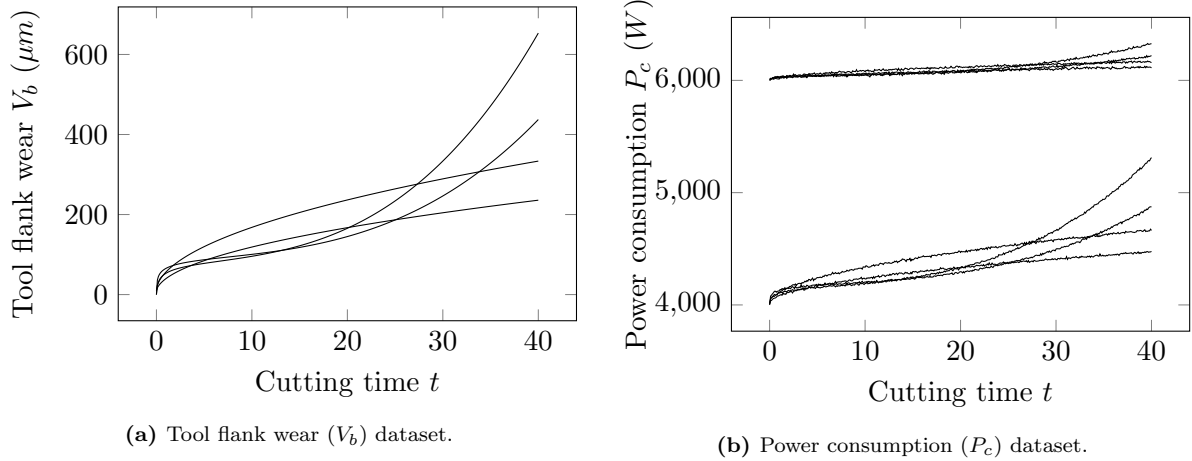 Tool flank wear V_b (μm)
600
400
200
0
0 10 20 30 40
Cutting time t
(a) Tool flank wear (V_b) dataset.
Power consumption P_c (W)
6,000
5,000
4,000
0 10 20 30 40
Cutting time t
(b) Power consumption (P_c) dataset.